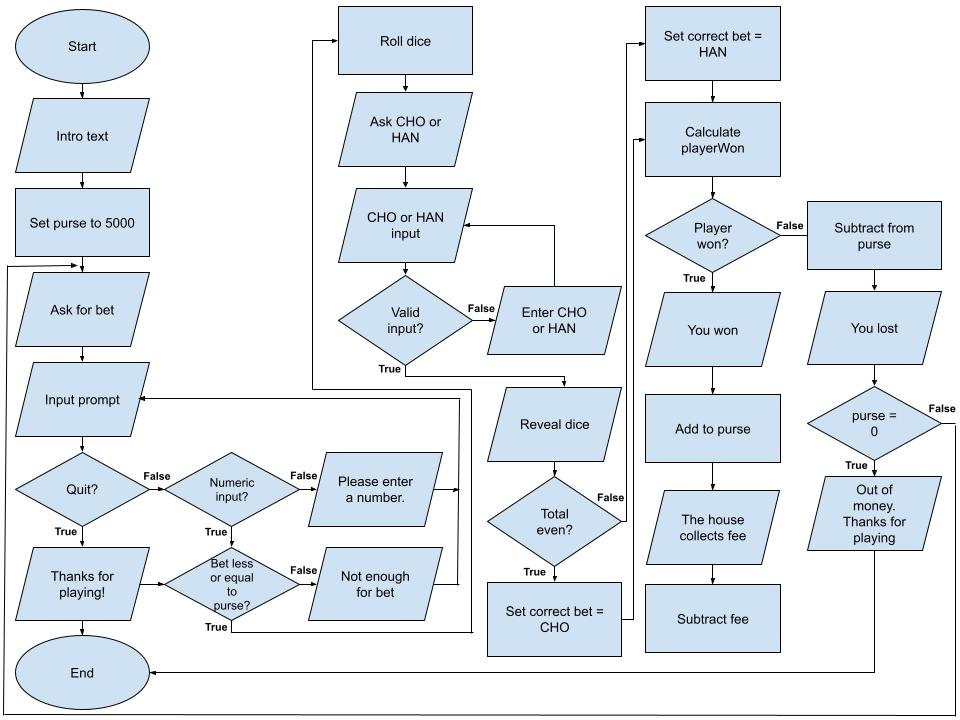 Start
Intro text
Set purse to 5000
Ask for bet
Input prompt
Quit?
False
True
Numeric
input?
False
True
Please enter
a number.
Thanks for
playing!
Bet less
or equal
to
purse?
False
True
Not enough
for bet
End
Roll dice
Ask CHO or
HAN
CHO or HAN
input
Valid
input?
False
True
Enter CHO
or HAN
Reveal dice
Total
even?
False
True
Set correct bet =
CHO
Set correct bet =
HAN
Calculate
playerWon
Player
won?
False
True
You won
Add to purse
The house
collects fee
Subtract fee
Subtract from
purse
You lost
purse =
0
False
True
Out of
money.
Thanks for
playing